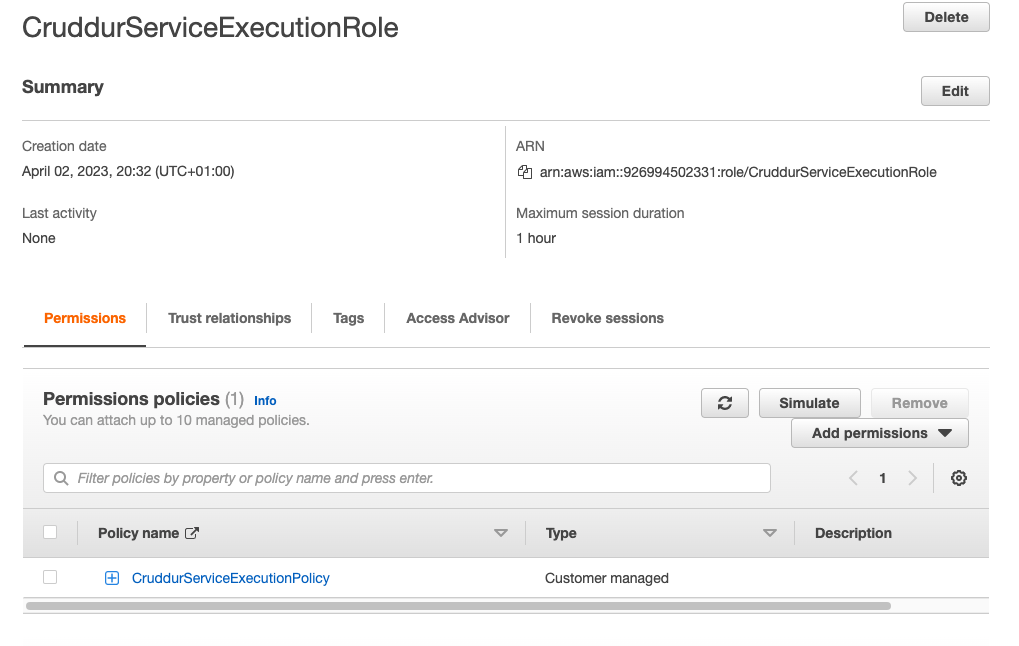 CruddurServiceExecutionRole
Delete
Summary
Edit
Creation date
April 02, 2023, 20:32 (UTC+01:00)
ARN
arn:aws:iam::926994502331:role/CruddurServiceExecutionRole
Last activity
None
Maximum session duration
1 hour
Permissions Trust relationships Tags Access Advisor Revoke sessions
Permissions policies (1) Info
You can attach up to 10 managed policies.
Simulate Remove
Add permissions
Filter policies by property or policy name and press enter.
1
Policy name Type Description
CruddurServiceExecutionPolicy Customer managed